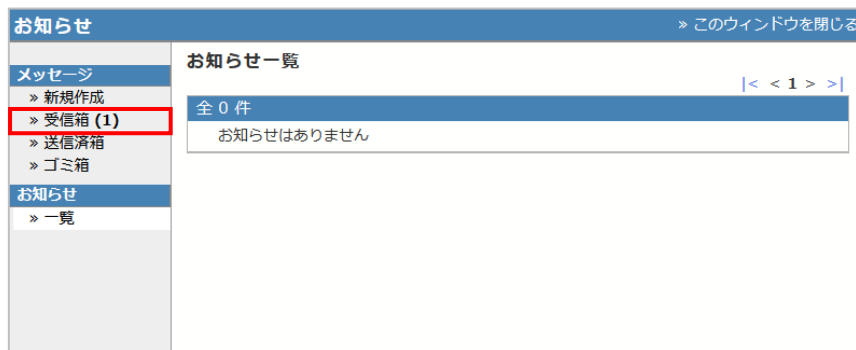 お知らせ
» このウィンドウを閉じる
メッセージ
» 新規作成
» 受信箱 (1)
» 送信済箱
» ゴミ箱
お知らせ
» 一覧
お知らせ一覧
|< < 1 > >|
全 0 件
お知らせはありません